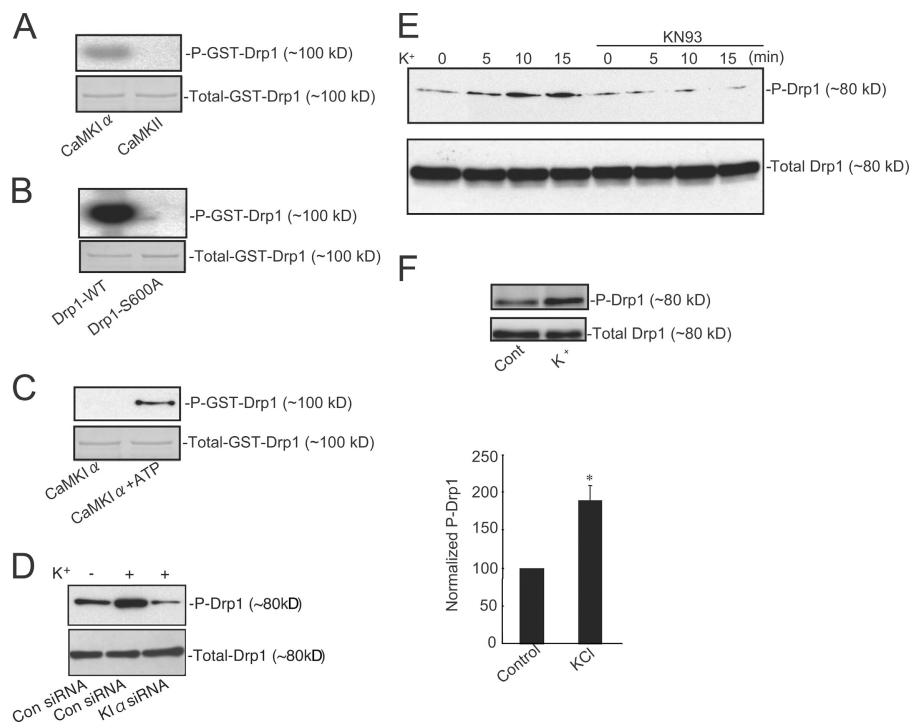 A
-P-GST-Drp1 (~100 kD)
-Total-GST-Drp1 (~100 kD)
CaMKIα
CaMKII
B
-P-GST-Drp1 (~100 kD)
-Total-GST-Drp1 (~100 kD)
Drp1-WT
Drp1-S600A
C
-P-GST-Drp1 (~100 kD)
-Total-GST-Drp1 (~100 kD)
CaMKIα
CaMKIα+ATP
D
K+ - + +
-P-Drp1 (~80kD)
-Total-Drp1 (~80kD)
Con siRNA
Con siRNA
KIα siRNA
E
KN93
K+ 0 5 10 15 0 5 10 15 (min)
-P-Drp1 (~80 kD)
-Total Drp1 (~80 kD)
F
-P-Drp1 (~80 kD)
-Total Drp1 (~80 kD)
Cont
K+
Normalized P-Drp1
250
200
150
100
50
0
*
Control
KCl